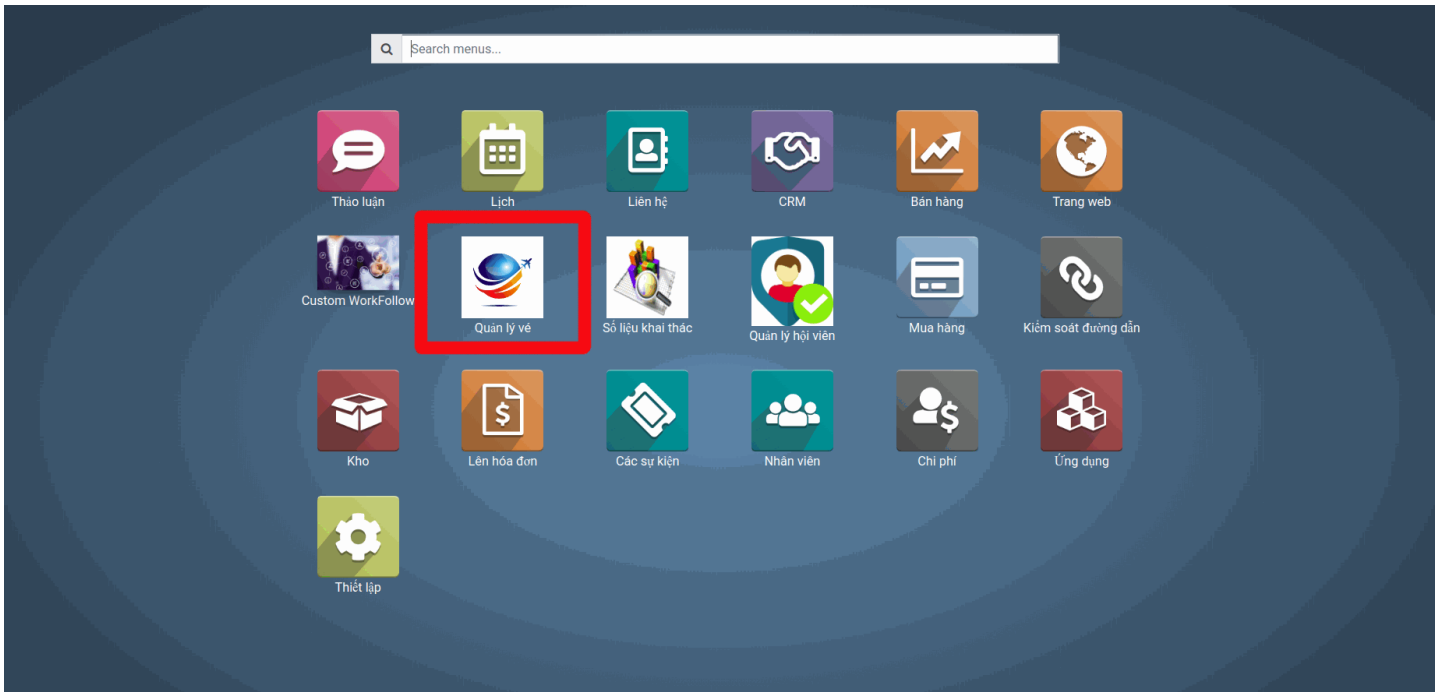 Search menus...
Thảo luận
Lịch
Liên hệ
CRM
Bán hàng
Trang web
Custom WorkFollow
Quản lý vé
Số liệu khai thác
Quản lý hội viên
Mua hàng
Kiểm soát đường dẫn
Kho
Lên hóa đơn
Các sự kiện
Nhân viên
Chi phí
Ứng dụng
Thiết lập